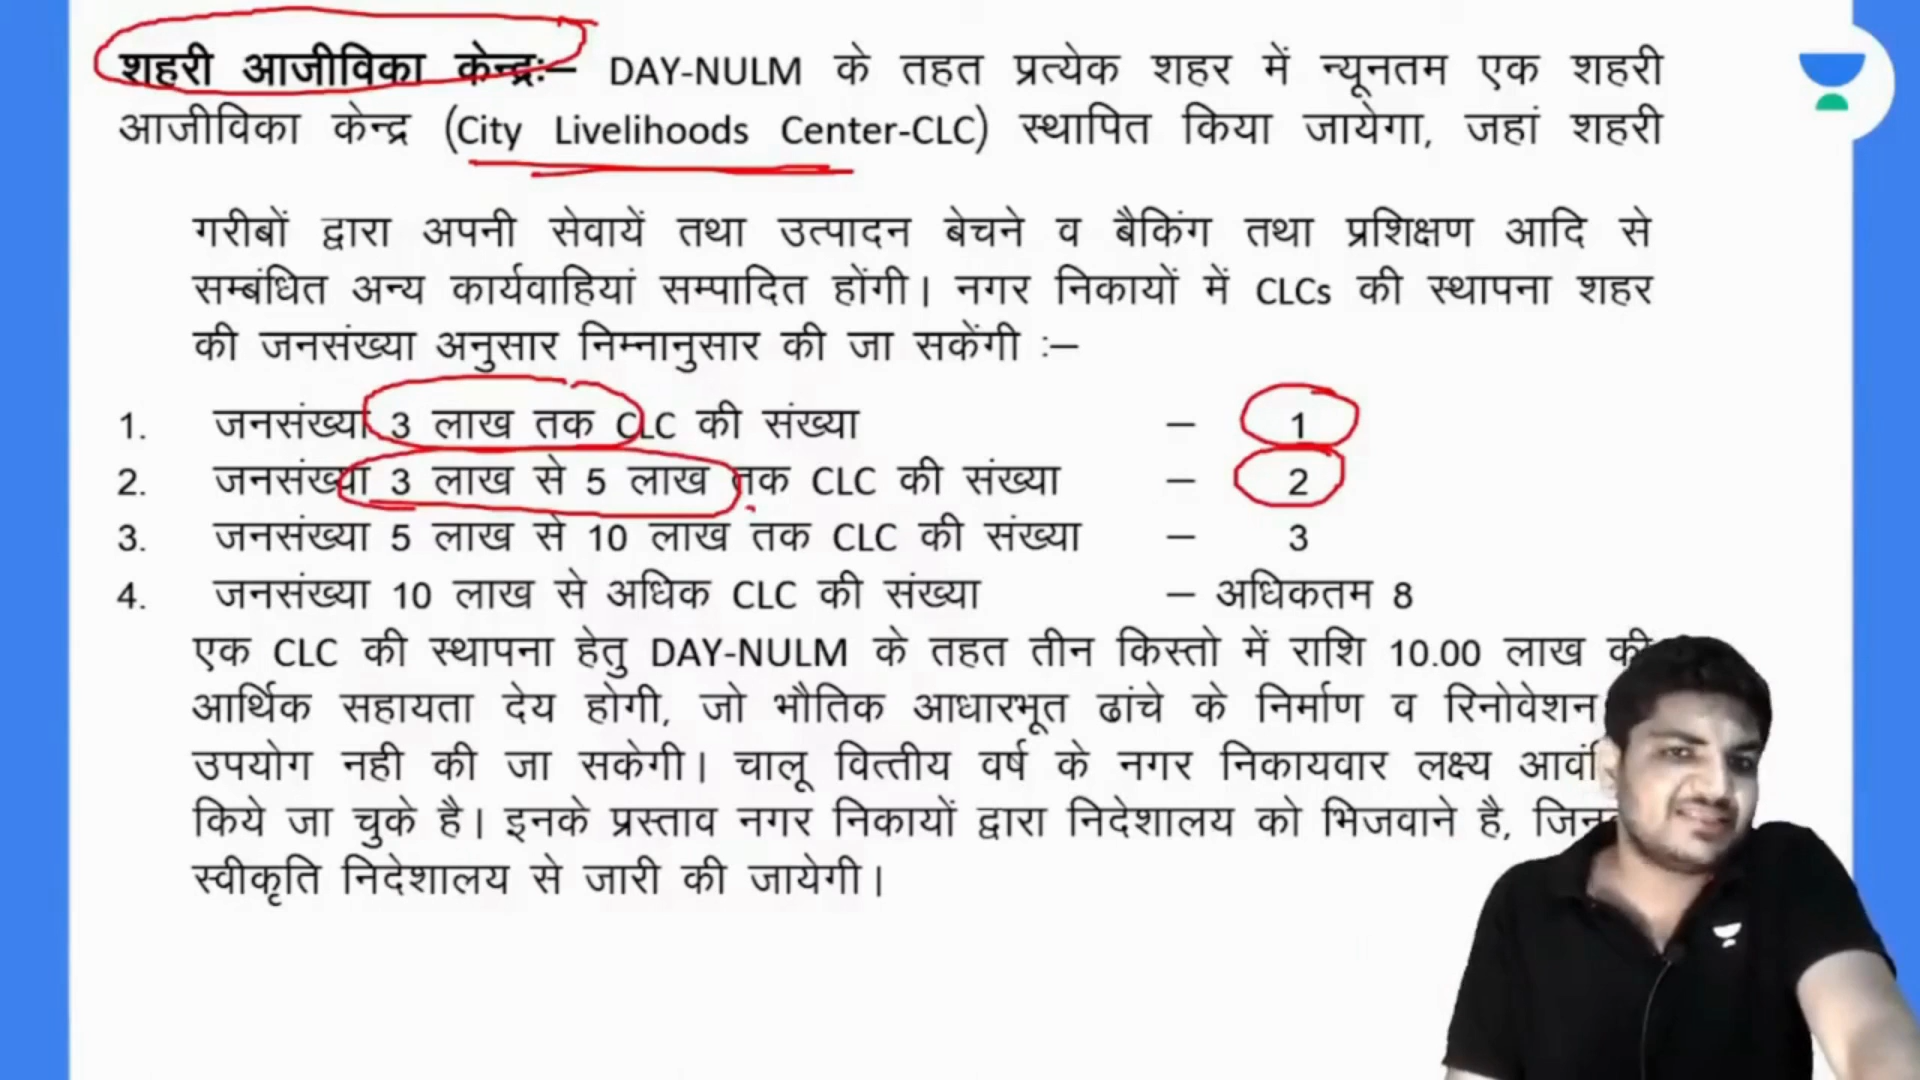 शहरी आजीविका केन्द्रः– DAY-NULM के तहत प्रत्येक शहर में न्यूनतम एक शहरी
आजीविका केन्द्र (City Livelihoods Center-CLC) स्थापित किया जायेगा, जहां शहरी
गरीबों द्वारा अपनी सेवायें तथा उत्पादन बेचने व बैकिंग तथा प्रशिक्षण आदि से
सम्बंधित अन्य कार्यवाहियां सम्पादित होंगी। नगर निकायों में CLCs की स्थापना शहर
की जनसंख्या अनुसार निम्नानुसार की जा सकेंगी :–
1. जनसंख्या 3 लाख तक CLC की संख्या – 1
2. जनसंख्या 3 लाख से 5 लाख तक CLC की संख्या – 2
3. जनसंख्या 5 लाख से 10 लाख तक CLC की संख्या – 3
4. जनसंख्या 10 लाख से अधिक CLC की संख्या – अधिकतम 8
एक CLC की स्थापना हेतु DAY-NULM के तहत तीन किस्तो में राशि 10.00 लाख की
आर्थिक सहायता देय होगी, जो भौतिक आधारभूत ढांचे के निर्माण व रिनोवेशन
उपयोग नही की जा सकेगी। चालू वित्तीय वर्ष के नगर निकायवार लक्ष्य
किये जा चुके है। इनके प्रस्ताव नगर निकायों द्वारा निदेशालय को भिजवाने है,
स्वीकृति निदेशालय से जारी की जायेगी।